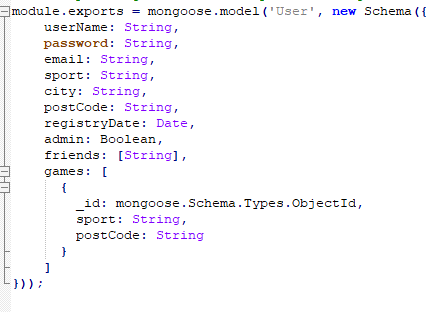 module.exports = mongoose.model('User', new Schema({
    userName: String,
    password: String,
    email: String,
    sport: String,
    city: String,
    postCode: String,
    registryDate: Date,
    admin: Boolean,
    friends: [String],
    games: [
      {
        _id: mongoose.Schema.Types.ObjectId,
        sport: String,
        postCode: String
      }
    ]
}));